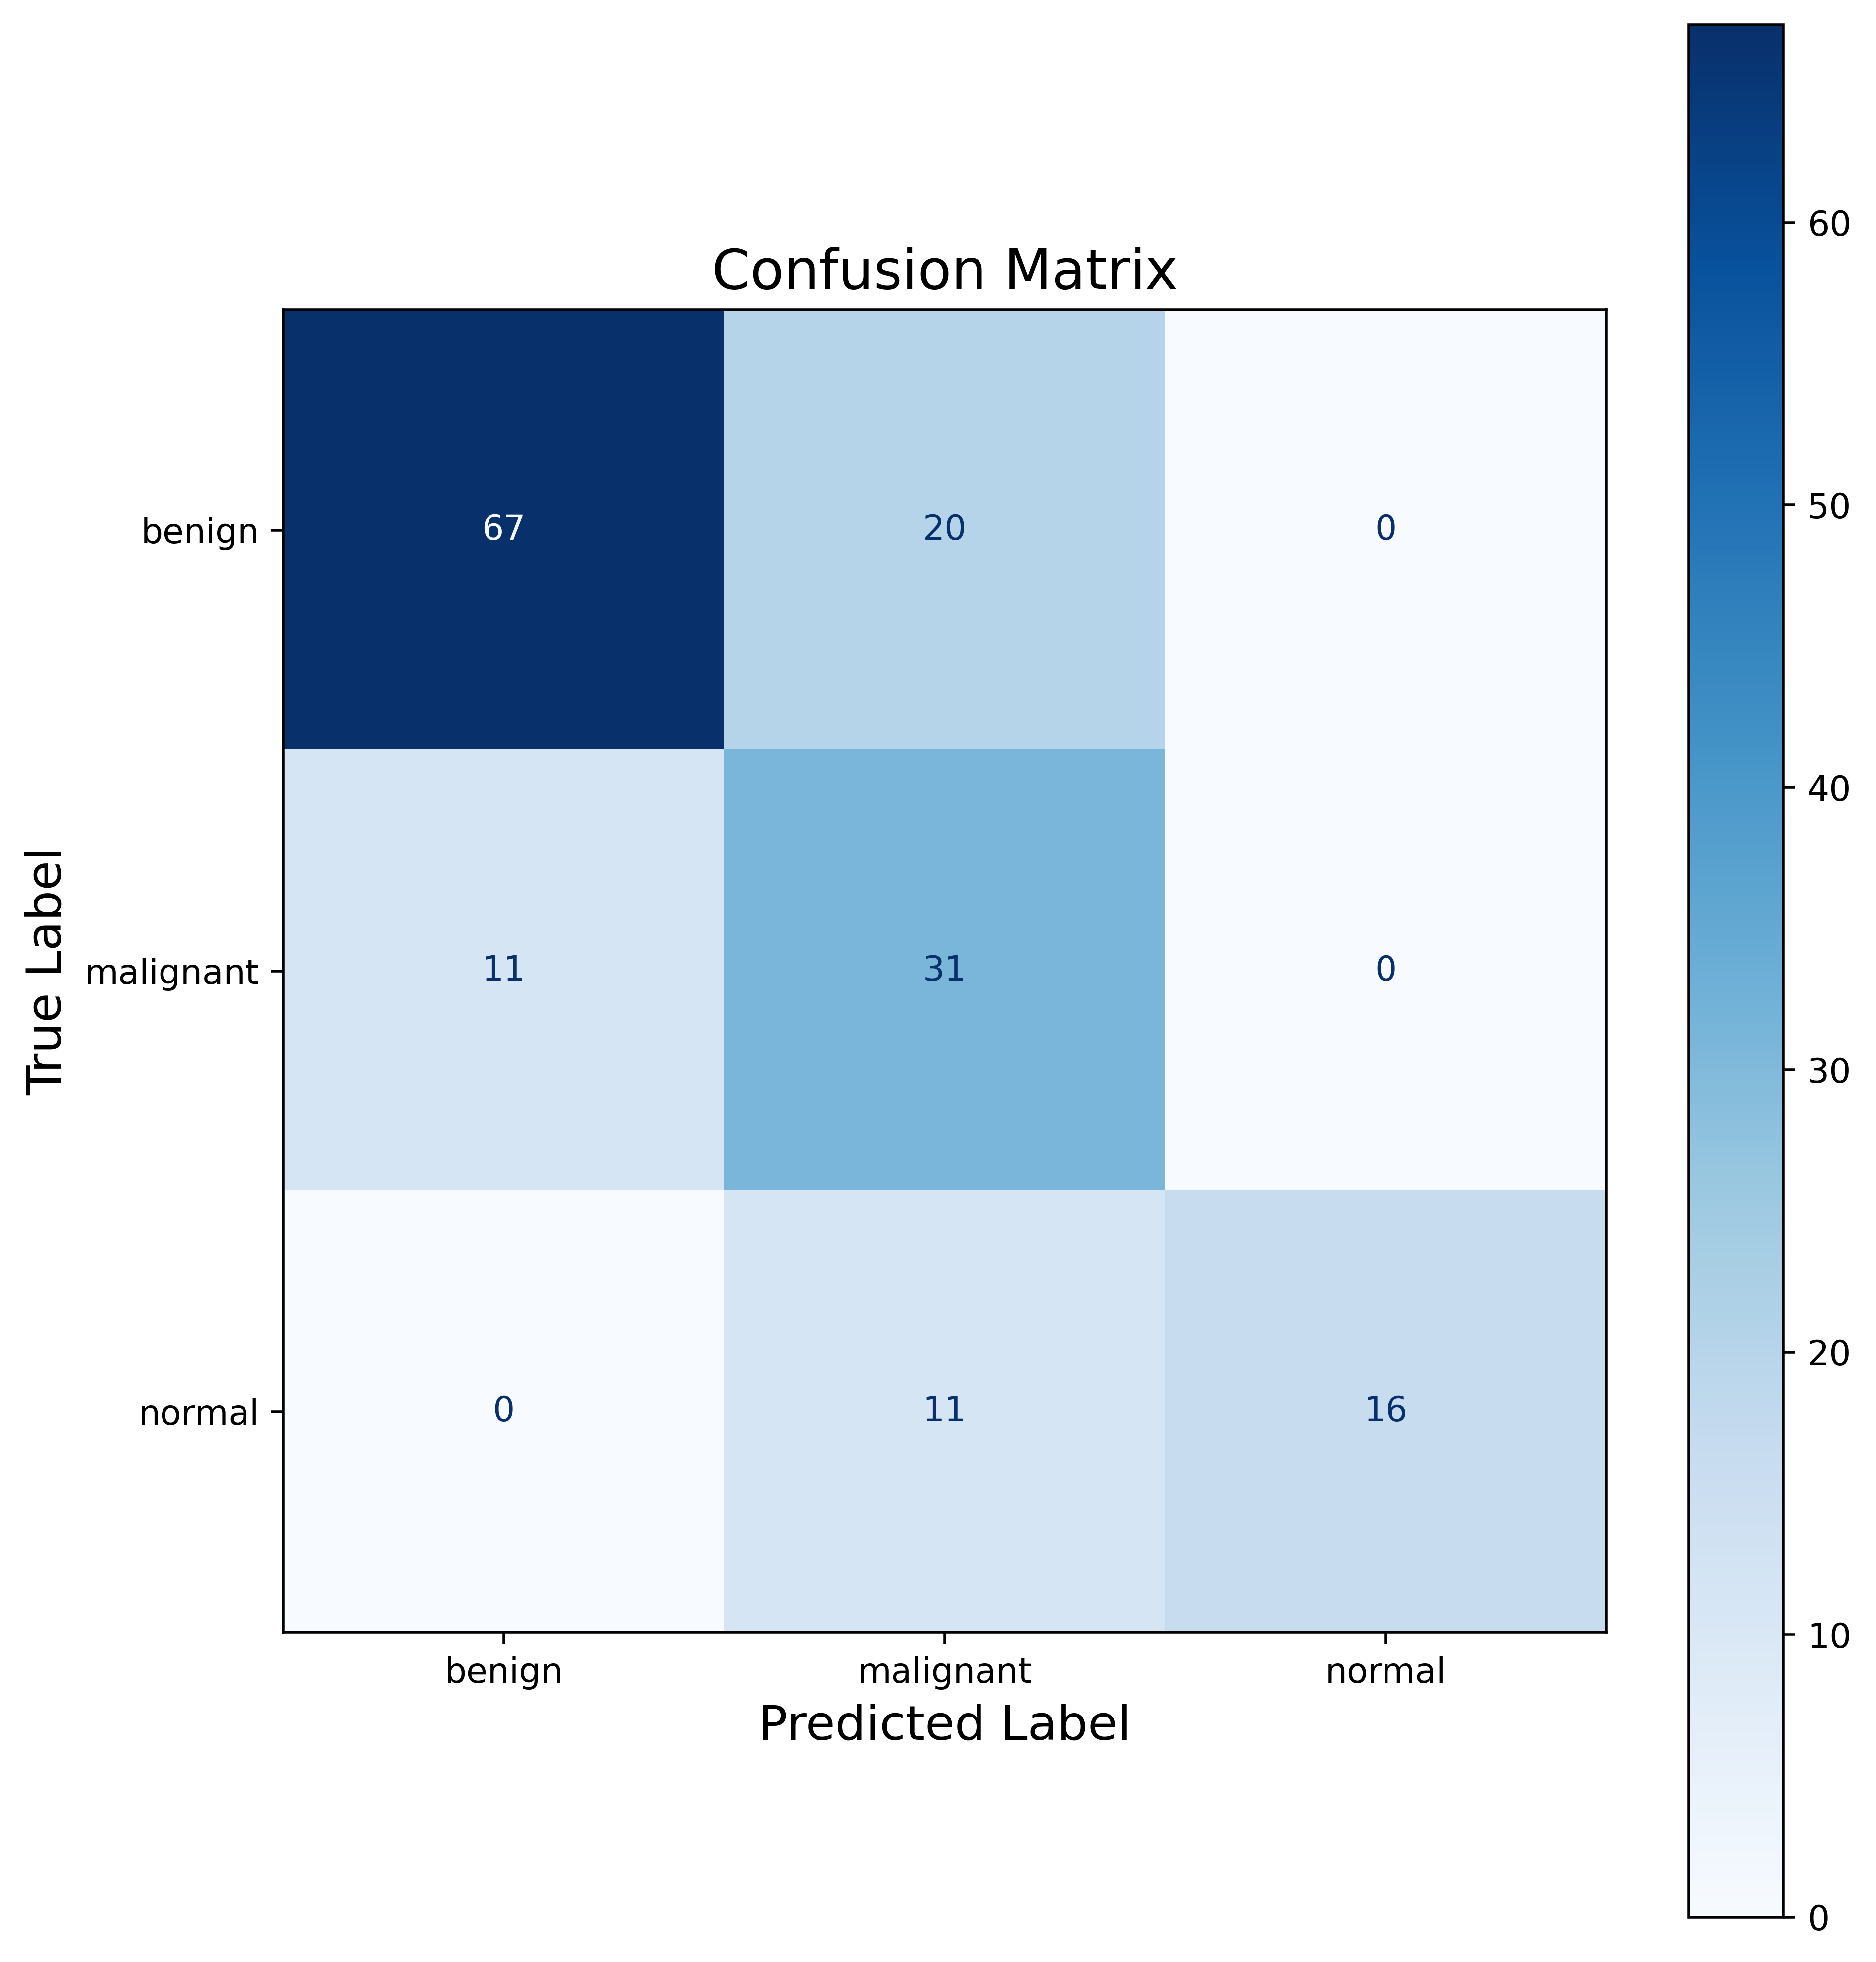 Confusion Matrix
True Label
benign
67 20 0
malignant
11 31 0
normal
0 11 16
benign malignant normal
Predicted Label
60
50
40
30
20
10
0